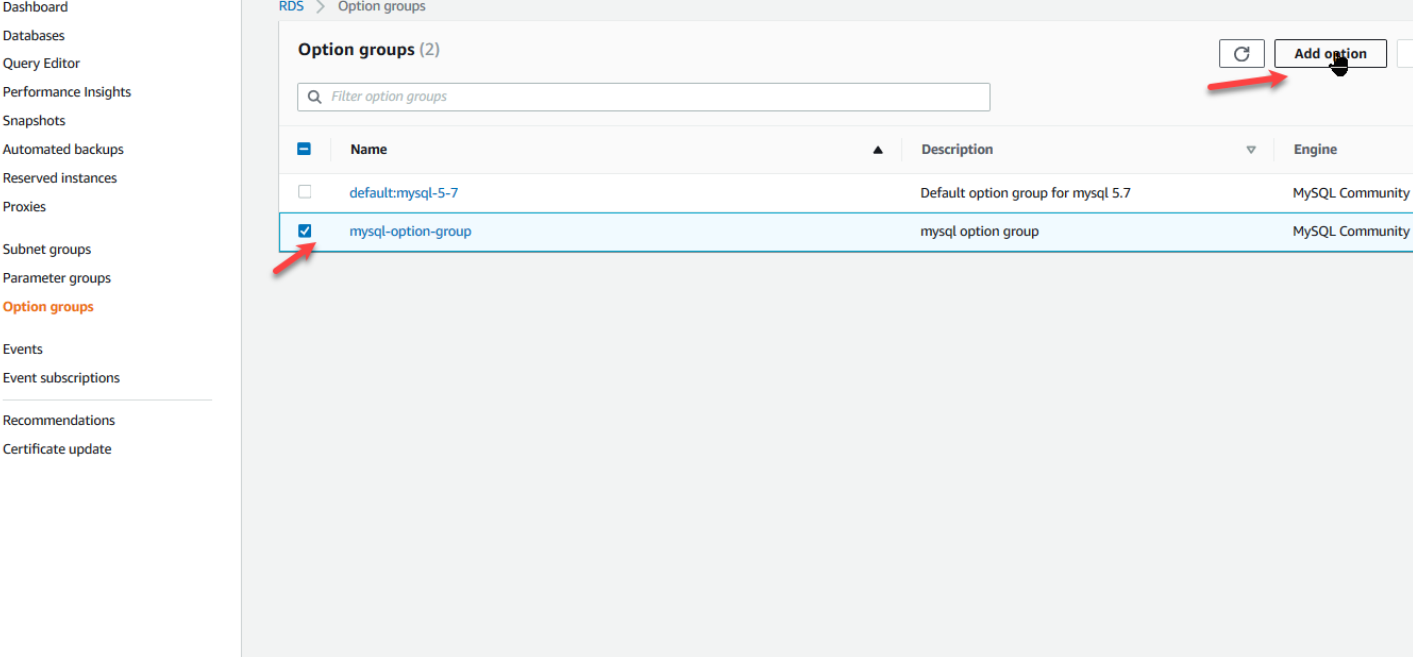 Dashboard
Databases
Query Editor
Performance Insights
Snapshots
Automated backups
Reserved instances
Proxies
Subnet groups
Parameter groups
Option groups
Events
Event subscriptions
Recommendations
Certificate update
RDS > Option groups
Option groups (2)
Add option
Filter option groups
Name Description Engine
default:mysql-5-7 Default option group for mysql 5.7 MySQL Community
mysql-option-group mysql option group MySQL Community